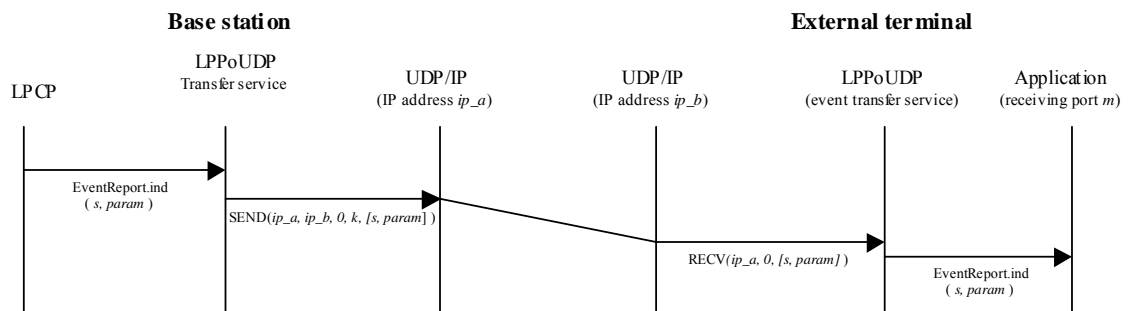 Base station
External terminal
LPCP
LPPoUDP
Transfer service
UDP/IP
(IP address ip_a)
UDP/IP
(IP address ip_b)
LPPoUDP
(event transfer service)
Application
(receiving port m)
EventReport.ind
( s, param )
SEND(ip_a, ip_b, 0, k, [s, param] )
RECV(ip_a, 0, [s, param] )
EventReport.ind
( s, param )